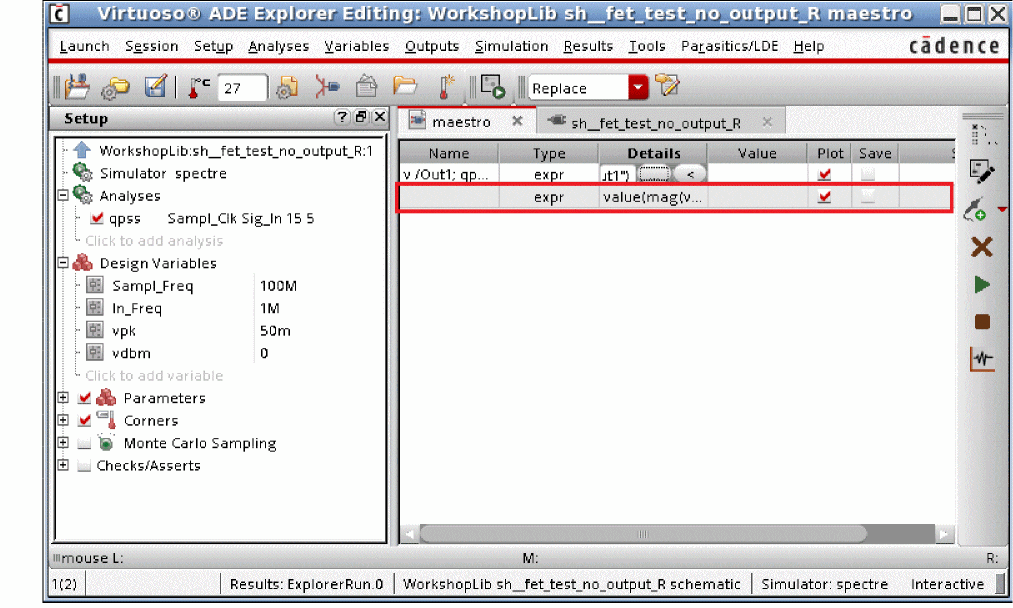 Virtuoso® ADE Explorer Editing: WorkshopLib sh__fet_test_no_output_R maestro
Launch Session Setup Analyses Variables Outputs Simulation Results Tools Parasitics/LDE Help cādence
27 Replace
Setup
maestro sh__fet_test_no_output_R
WorkshopLib:sh__fet_test_no_output_R:1
Simulator spectre
Analyses
qpss Sampl_Clk Sig_In 15 5
Click to add analysis
Design Variables
Sampl_Freq 100M
In_Freq 1M
vpk 50m
vdbm 0
Click to add variable
Parameters
Corners
Monte Carlo Sampling
Checks/Asserts
Name Type Details Value Plot Save
v /Out1; qp... expr ut1") ... <
expr value(mag(v...
mouse L: M: R:
1(2) Results: ExplorerRun.0 WorkshopLib sh__fet_test_no_output_R schematic Simulator: spectre Interactive